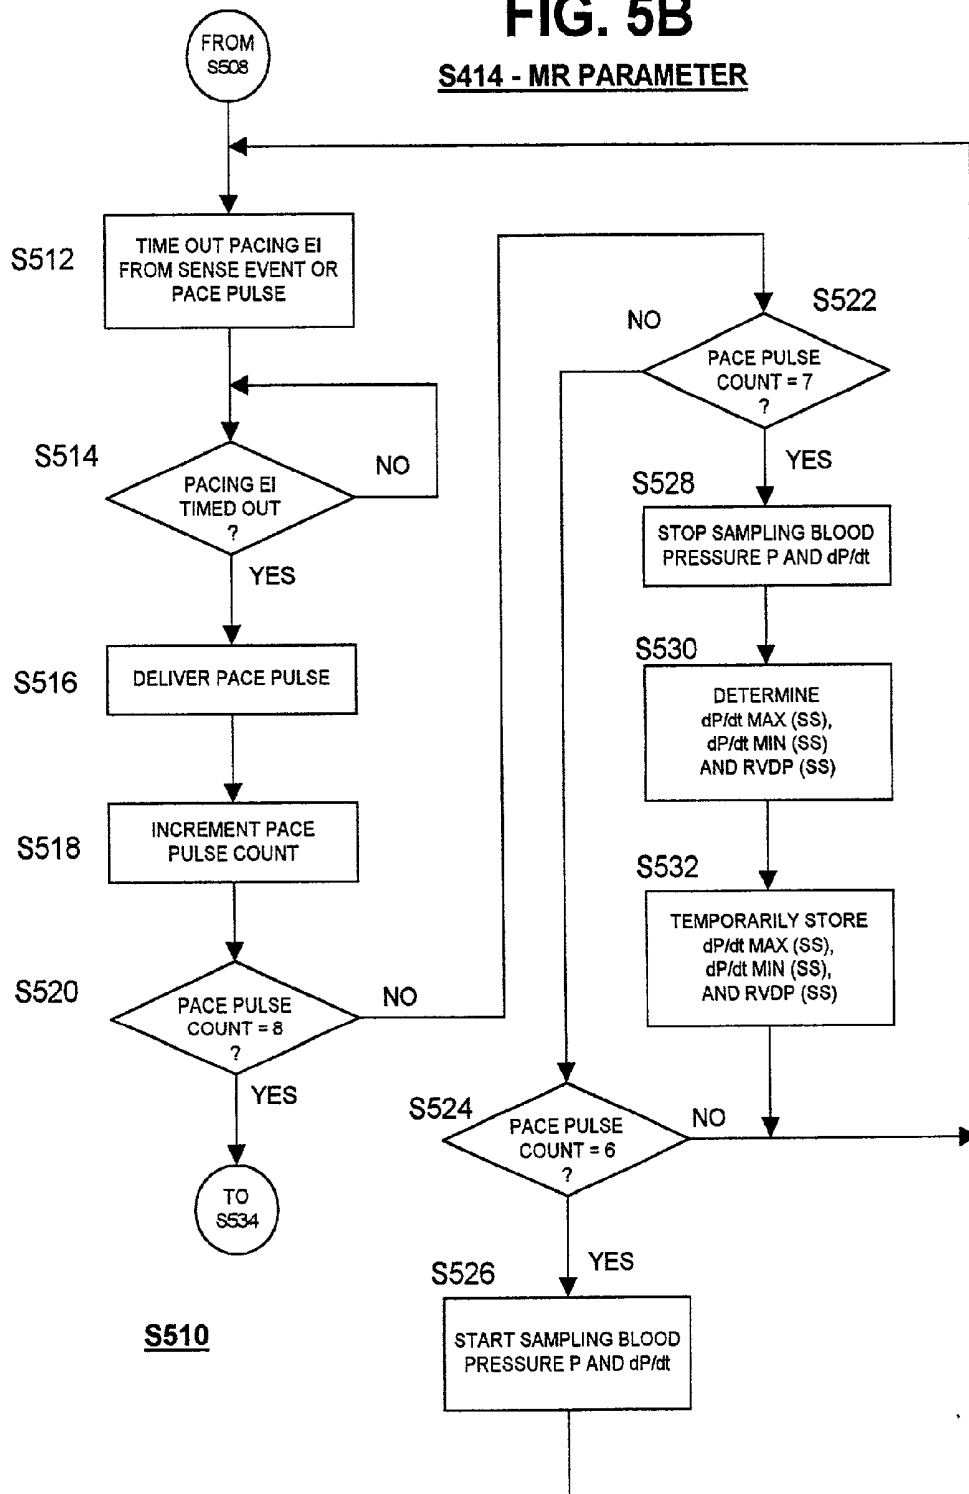 FIG. 5B
S414 - MR PARAMETER
FROM
S508
S512
TIME OUT PACING EI
FROM SENSE EVENT OR
PACE PULSE
S514
PACING EI
TIMED OUT
?
NO
YES
S516
DELIVER PACE PULSE
S518
INCREMENT PACE
PULSE COUNT
S520
PACE PULSE
COUNT = 8
?
NO
YES
TO
S534
S510
S522
PACE PULSE
COUNT = 7
?
NO
YES
S528
STOP SAMPLING BLOOD
PRESSURE P AND dP/dt
S530
DETERMINE
dP/dt MAX (SS),
dP/dt MIN (SS)
AND RVDP (SS)
S532
TEMPORARILY STORE
dP/dt MAX (SS),
dP/dt MIN (SS),
AND RVDP (SS)
S524
PACE PULSE
COUNT = 6
?
NO
YES
S526
START SAMPLING BLOOD
PRESSURE P AND dP/dt